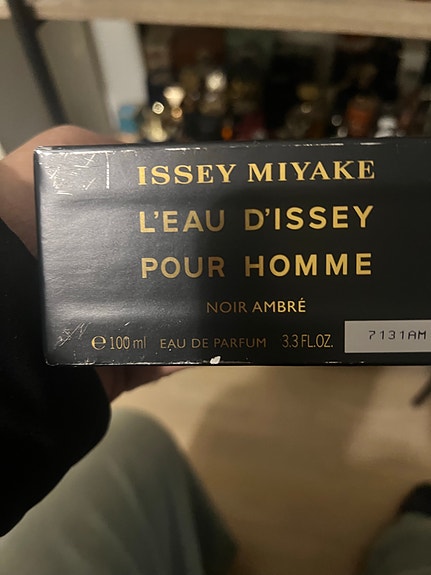 ISSEY MIYAKE
L'EAU D'ISSEY
POUR HOMME
NOIR AMBRÉ
℮ 100 ml EAU DE PARFUM 3.3 FL.OZ. 7131AM